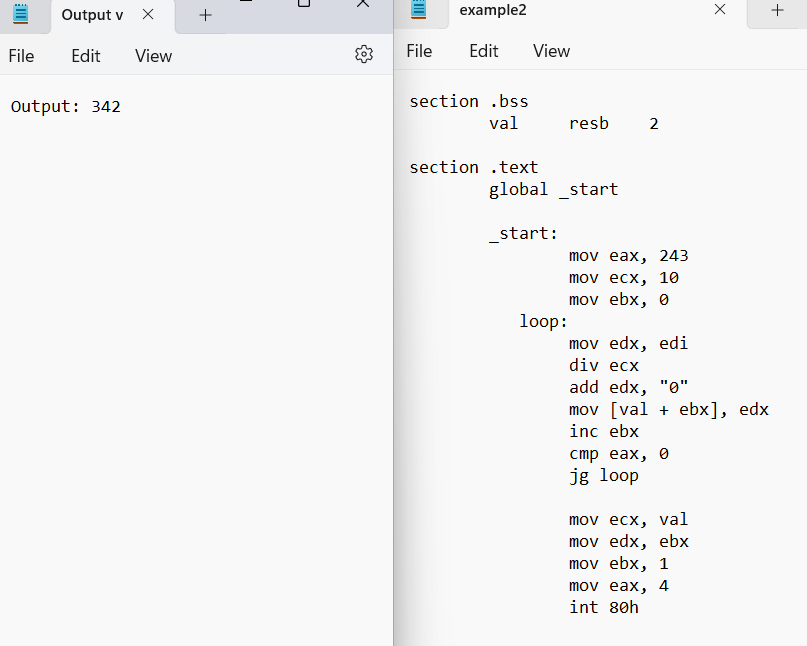 Output v
File Edit View
Output: 342
example2
File Edit View
section .bss
val resb 2
section .text
global _start
_start:
mov eax, 243
mov ecx, 10
mov ebx, 0
loop:
mov edx, edi
div ecx
add edx, "0"
mov [val + ebx], edx
inc ebx
cmp eax, 0
jg loop
mov ecx, val
mov edx, ebx
mov ebx, 1
mov eax, 4
int 80h